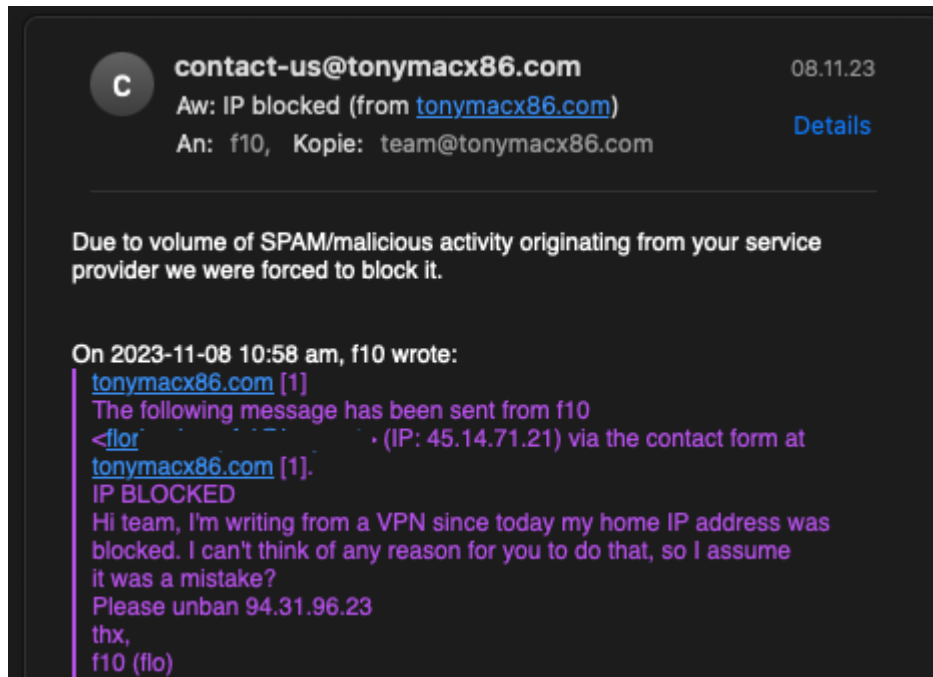 C
contact-us@tonymacx86.com
08.11.23
Aw: IP blocked (from tonymacx86.com)
Details
An: f10, Kopie: team@tonymacx86.com
Due to volume of SPAM/malicious activity originating from your service
provider we were forced to block it.
On 2023-11-08 10:58 am, f10 wrote:
tonymacx86.com [1]
The following message has been sent from f10
<flor (IP: 45.14.71.21) via the contact form at
tonymacx86.com [1].
IP BLOCKED
Hi team, I'm writing from a VPN since today my home IP address was
blocked. I can't think of any reason for you to do that, so I assume
it was a mistake?
Please unban 94.31.96.23
thx,
f10 (flo)